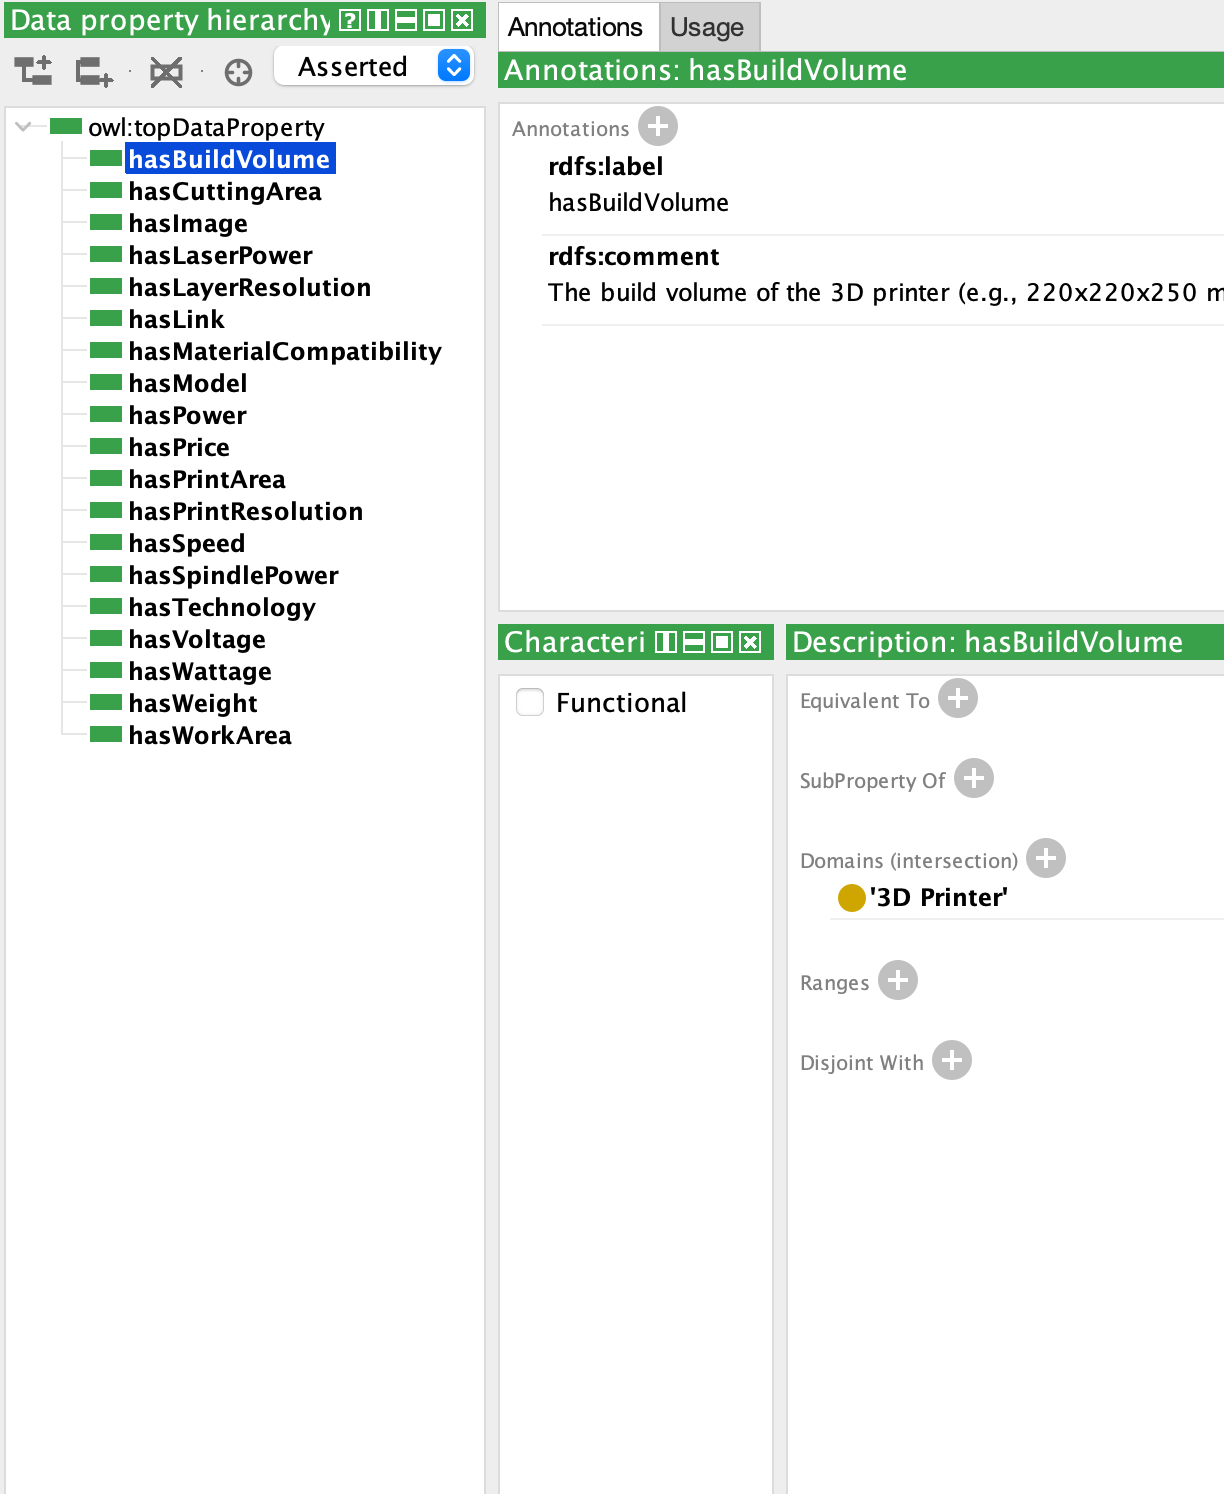 Data property hierarchy
Asserted
owl:topDataProperty
hasBuildVolume
hasCuttingArea
hasImage
hasLaserPower
hasLayerResolution
hasLink
hasMaterialCompatibility
hasModel
hasPower
hasPrice
hasPrintArea
hasPrintResolution
hasSpeed
hasSpindlePower
hasTechnology
hasVoltage
hasWattage
hasWeight
hasWorkArea
Annotations Usage
Annotations: hasBuildVolume
Annotations
rdfs:label
hasBuildVolume
rdfs:comment
The build volume of the 3D printer (e.g., 220x220x250 m
Characteri
Functional
Description: hasBuildVolume
Equivalent To
SubProperty Of
Domains (intersection)
'3D Printer'
Ranges
Disjoint With